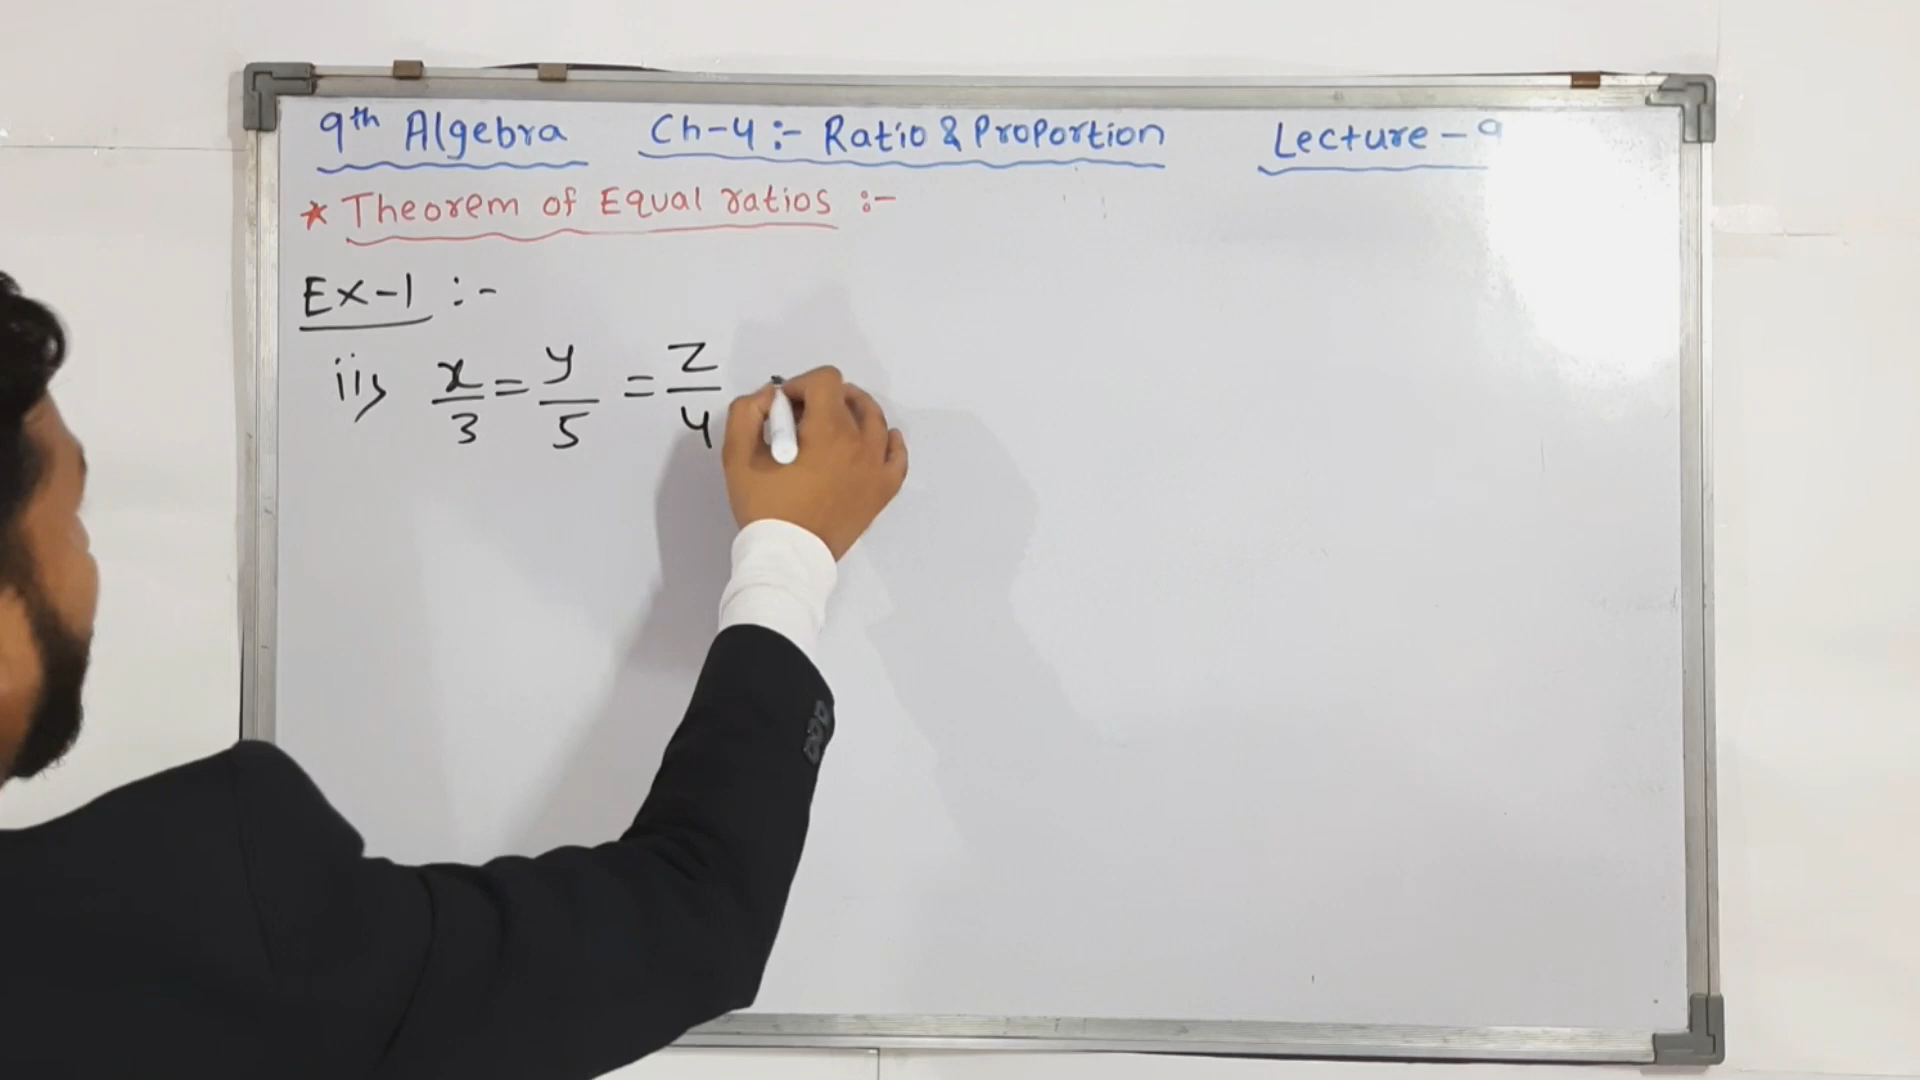 9th Algebra Ch-4:- Ratio & Proportion Lecture - 9
* Theorem of Equal ratios :-
Ex-1 :-
ii) x/3 = y/5 = z/4